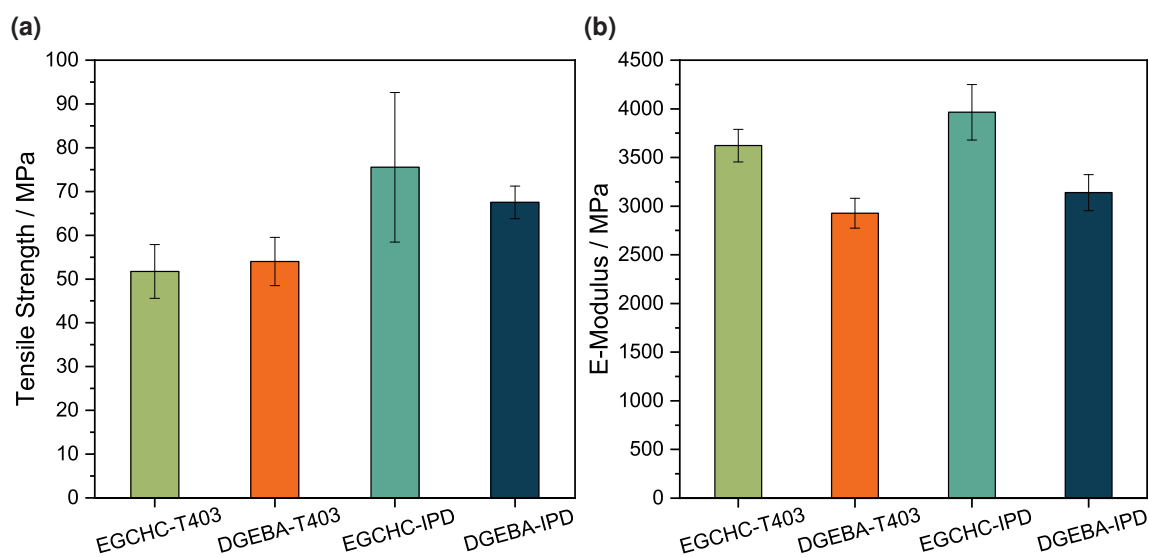 (a)
Tensile Strength / MPa
100
90
80
70
60
50
40
30
20
10
0
EGCHC-T403
DGEBA-T403
EGCHC-IPD
DGEBA-IPD
(b)
E-Modulus / MPa
4500
4000
3500
3000
2500
2000
1500
1000
500
0
EGCHC-T403
DGEBA-T403
EGCHC-IPD
DGEBA-IPD